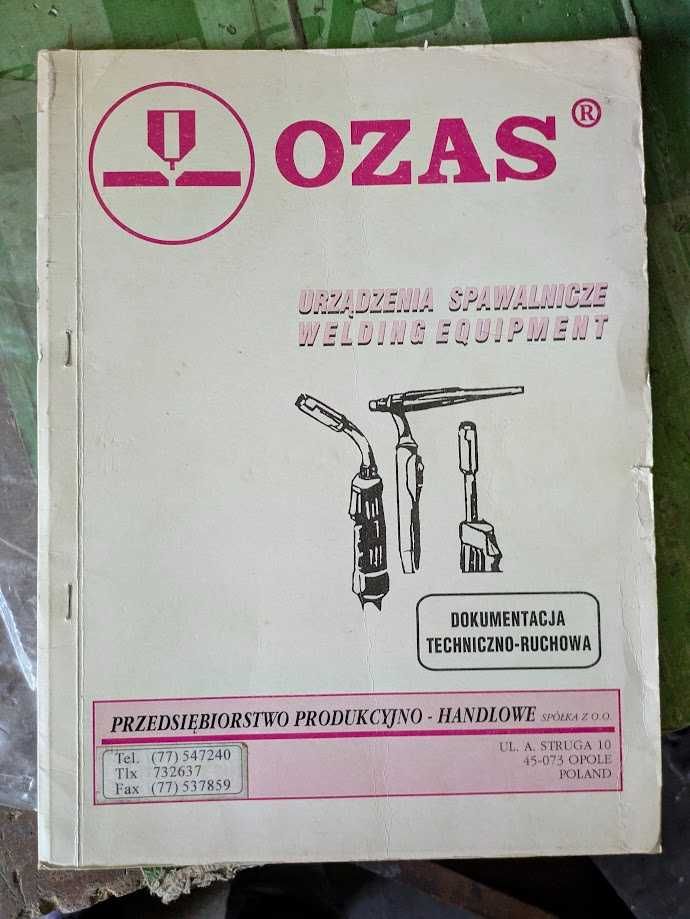 OZAS®
URZĄDZENIA SPAWALNICZE
WELDING EQUIPMENT
DOKUMENTACJA
TECHNICZNO-RUCHOWA
PRZEDSIĘBIORSTWO PRODUKCYJNO - HANDLOWE SPÓŁKA Z O.O.
Tel. (77) 547240
Tlx 732637
Fax (77) 537859
UL. A. STRUGA 10
45-073 OPOLE
POLAND